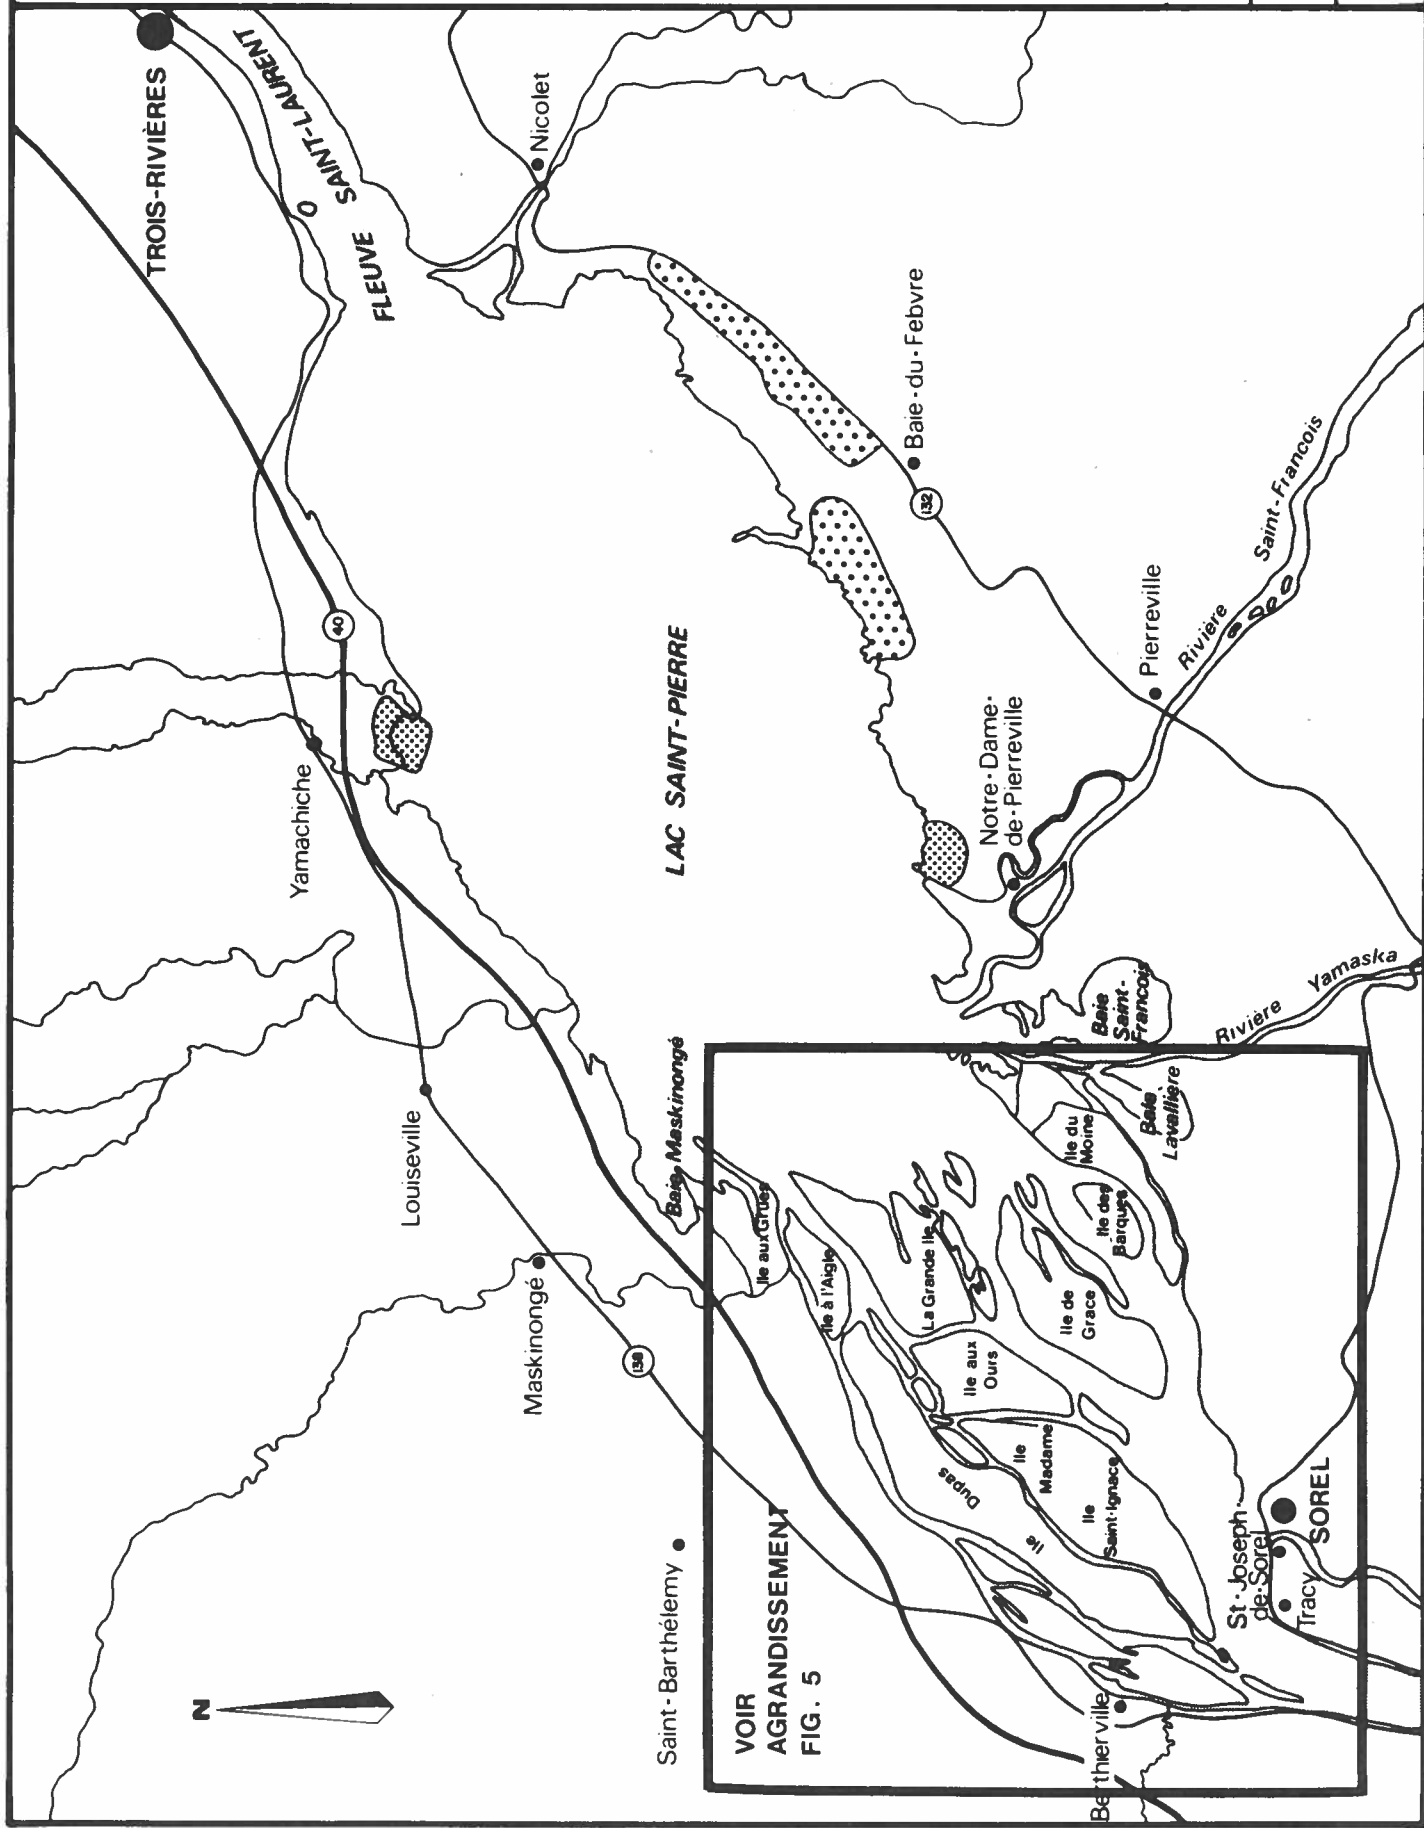 TROIS-RIVIÈRES
FLEUVE SAINT-LAURENT
Nicolet
Baie-du-Febvre
132
40
Yamachiche
LAC SAINT-PIERRE
Pierreville
Rivière Saint-Francois
Notre-Dame-
de-Pierreville
Louiseville
Baie Maskinongé
Baie
Saint-
Francois
Rivière Yamaska
Maskinongé
138
Ile aux Grues
Ile à l'Aigle
La Grande Ile
Ile du
Moine
Baie
Lavallière
Ile des
Barques
Ile de
Grace
Ile aux
Ours
Ile
Madame
Ile Dupas
Ile
Saint-Ignace
Saint-Barthélemy
N
VOIR
AGRANDISSEMENT
FIG. 5
Berthierville
St-Joseph-
de-Sorel
SOREL
Tracy